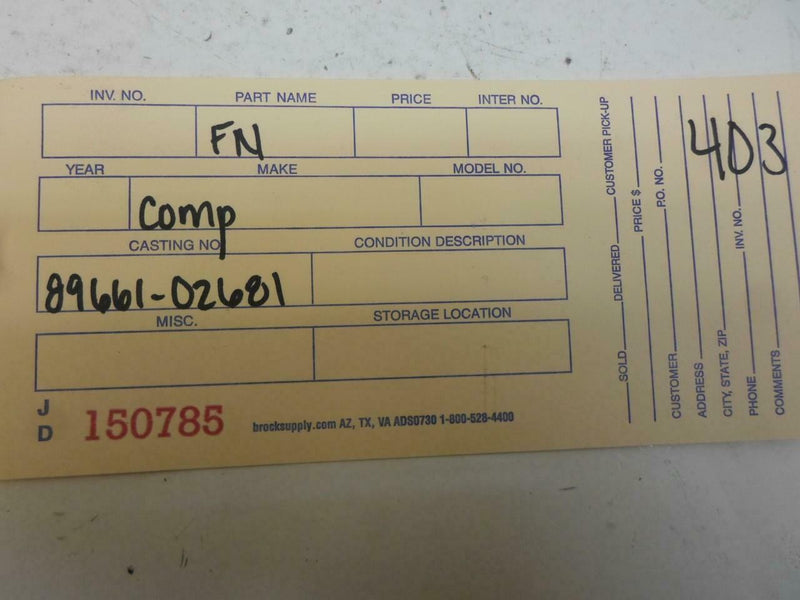 INV. NO. PART NAME PRICE INTER NO.
FN
YEAR MAKE MODEL NO.
Comp
CASTING NO. CONDITION DESCRIPTION
89661-02681
MISC. STORAGE LOCATION
J
D
150785
brocksupply.com AZ, TX, VA ADS0730 1-800-528-4400
SOLD DELIVERED CUSTOMER PICK-UP
PRICE $
P.O. NO.
CUSTOMER
ADDRESS
CITY, STATE, ZIP
PHONE INV. NO.
COMMENTS
403